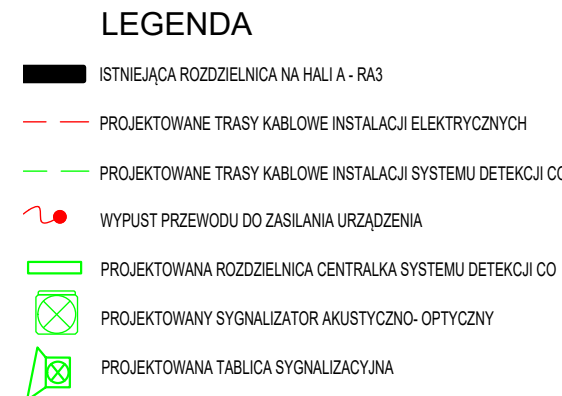 LEGENDA
ISTNIEJĄCA ROZDZIELNICA NA HALI A - RA3
PROJEKTOWANE TRASY KABLOWE INSTALACJI ELEKTRYCZNYCH
PROJEKTOWANE TRASY KABLOWE INSTALACJI SYSTEMU DETEKCJI CO
WYPUST PRZEWODU DO ZASILANIA URZĄDZENIA
PROJEKTOWANA ROZDZIELNICA CENTRALKA SYSTEMU DETEKCJI CO
PROJEKTOWANY SYGNALIZATOR AKUSTYCZNO- OPTYCZNY
PROJEKTOWANA TABLICA SYGNALIZACYJNA